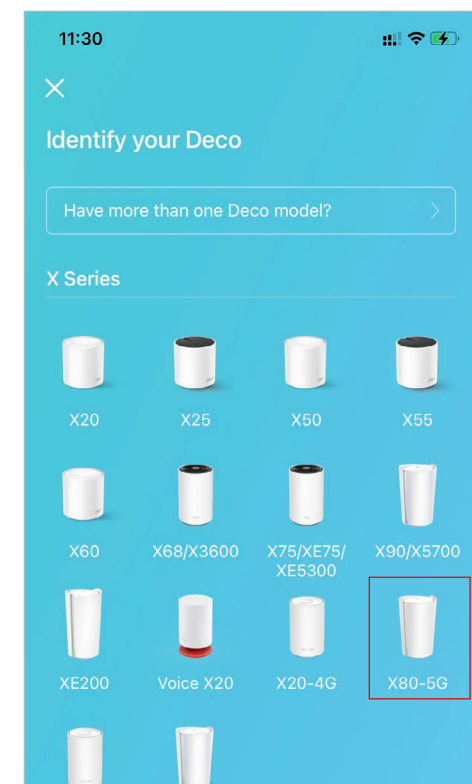 11:30
Identify your Deco
Have more than one Deco model?
X Series
X20 X25 X50 X55
X60 X68/X3600 X75/XE75/ X90/X5700
XE5300
XE200 Voice X20 X20-4G X80-5G